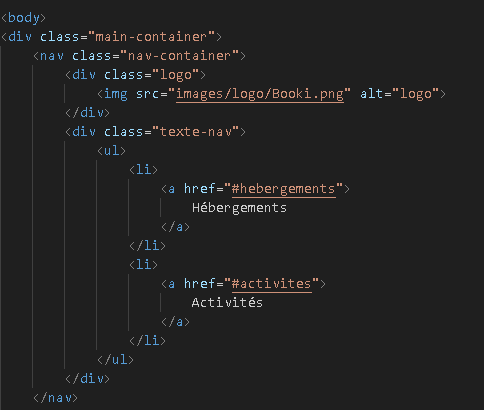 <body>
<div class="main-container">
<nav class="nav-container">
<div class="logo">
<img src="images/logo/Booki.png" alt="logo">
</div>
<div class="texte-nav">
<ul>
<li>
<a href="#hebergements">
Hébergements
</a>
</li>
<li>
<a href="#activites">
Activités
</a>
</li>
</ul>
</div>
</nav>